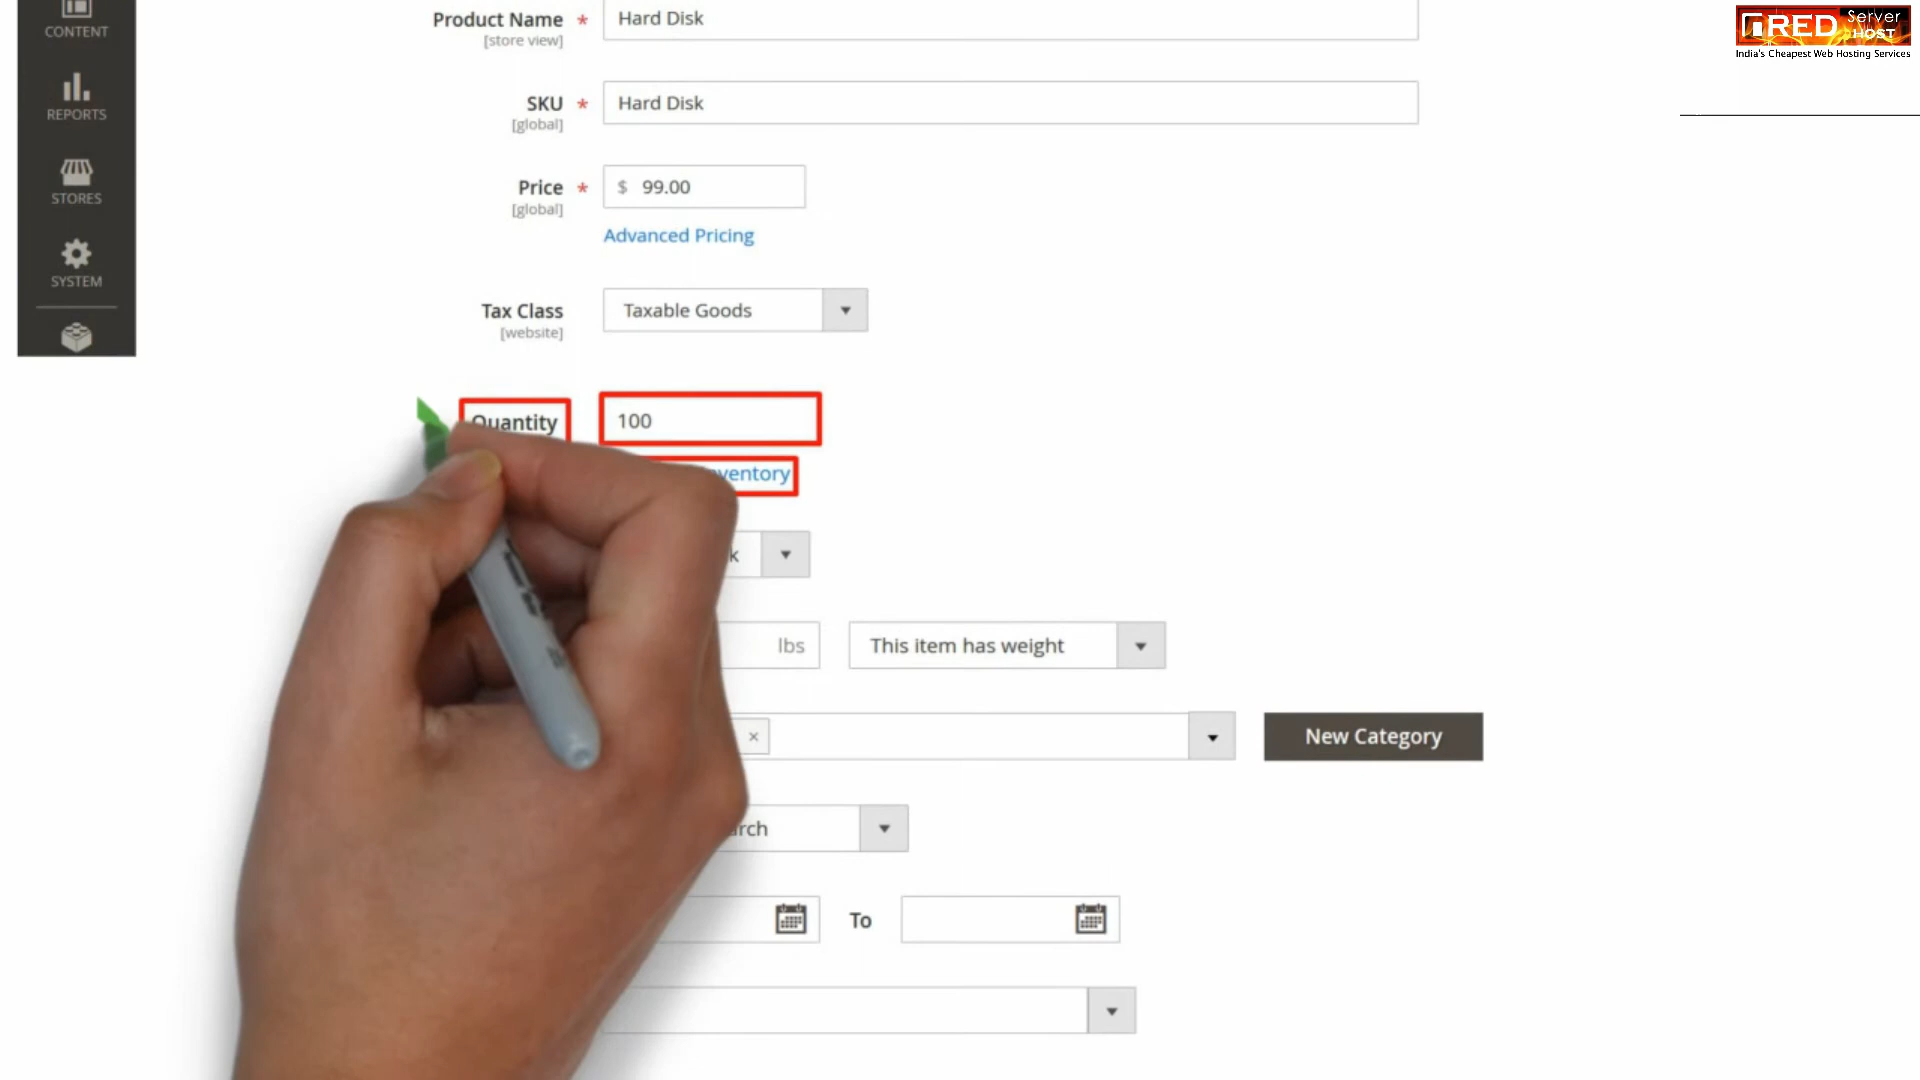 CONTENT
REPORTS
STORES
SYSTEM
Product Name *
[store view]
Hard Disk
SKU *
[global]
Hard Disk
Price *
[global]
$ 99.00
Advanced Pricing
Tax Class
[website]
Taxable Goods
Quantity
100
lbs
This item has weight
×
New Category
To
RED
Server
HOST
India's Cheapest Web Hosting Services